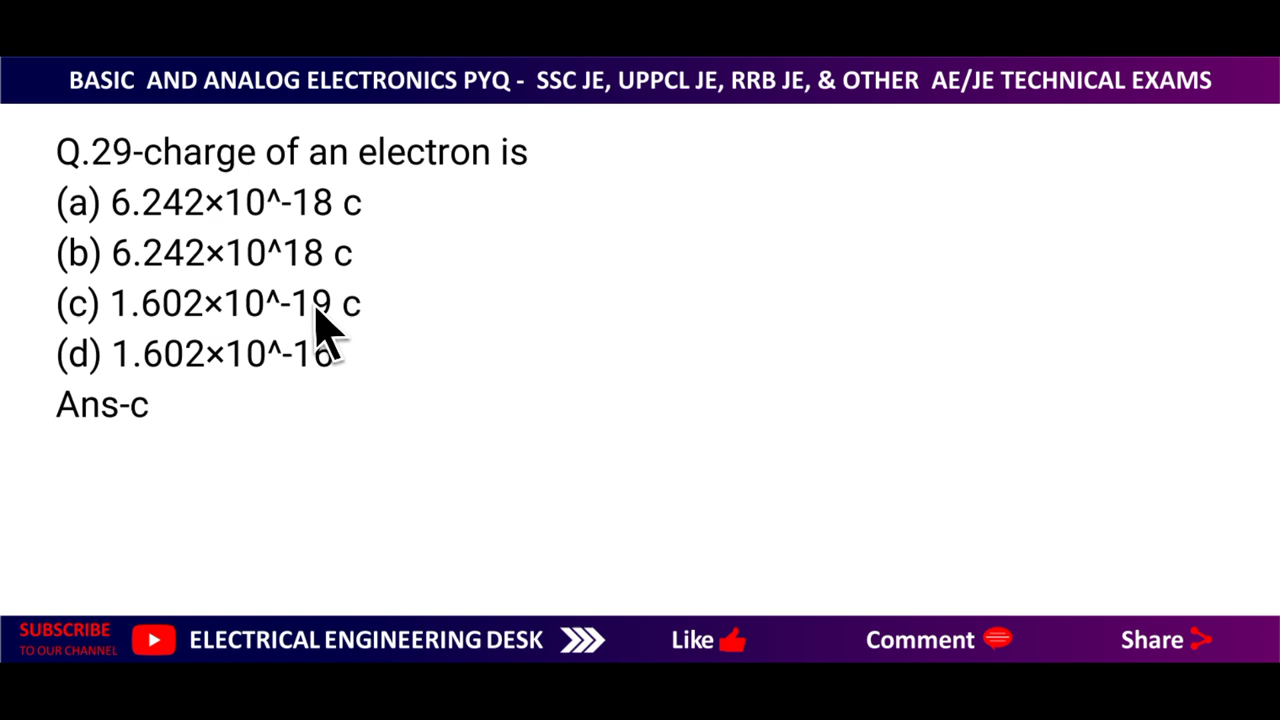 BASIC AND ANALOG ELECTRONICS PYQ - SSC JE, UPPCL JE, RRB JE, & OTHER AE/JE TECHNICAL EXAMS
Q.29-charge of an electron is
(a) 6.242×10^-18 c
(b) 6.242×10^18 c
(c) 1.602×10^-19 c
(d) 1.602×10^-16
Ans-c
SUBSCRIBE
TO OUR CHANNEL
ELECTRICAL ENGINEERING DESK
Like
Comment
Share